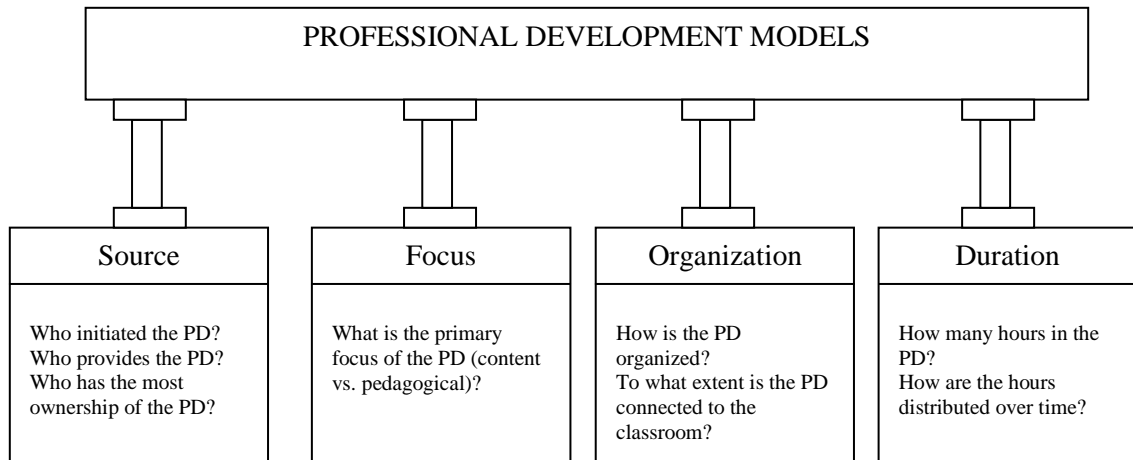 PROFESSIONAL DEVELOPMENT MODELS
Source
Who initiated the PD?
Who provides the PD?
Who has the most
ownership of the PD?
Focus
What is the primary
focus of the PD (content
vs. pedagogical)?
Organization
How is the PD
organized?
To what extent is the PD
connected to the
classroom?
Duration
How many hours in the
PD?
How are the hours
distributed over time?